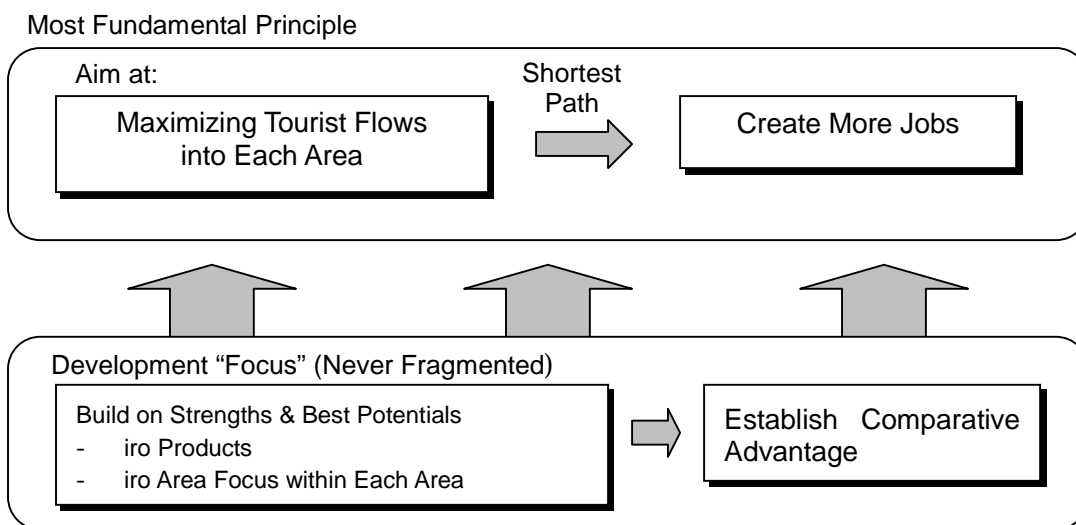 Most Fundamental Principle
Aim at:
Maximizing Tourist Flows
into Each Area
Shortest
Path
Create More Jobs
Development “Focus” (Never Fragmented)
Build on Strengths & Best Potentials
- iro Products
- iro Area Focus within Each Area
Establish Comparative
Advantage